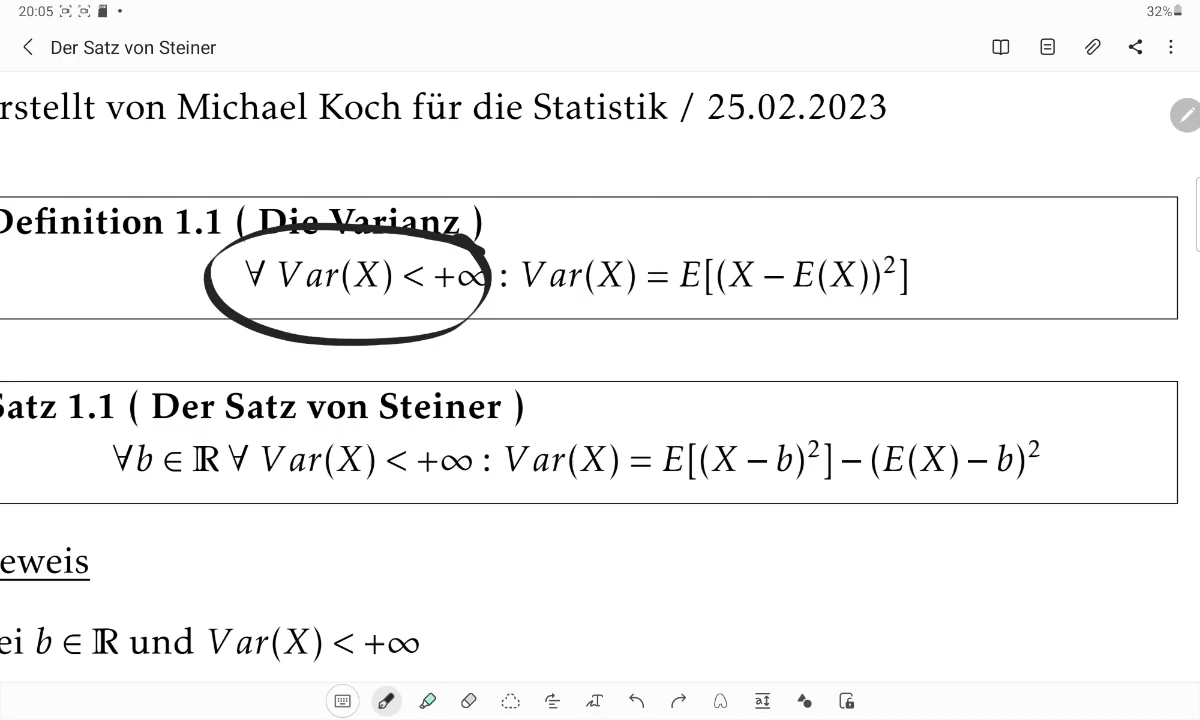 20:05
32%
Der Satz von Steiner
rstellt von Michael Koch für die Statistik / 25.02.2023
Definition 1.1 ( Die Varianz )
∀ Var(X) < +∞ : Var(X) = E[(X − E(X))²]
Satz 1.1 ( Der Satz von Steiner )
∀b ∈ ℝ ∀ Var(X) < +∞ : Var(X) = E[(X − b)²] − (E(X) − b)²
eweis
ei b ∈ ℝ und Var(X) < +∞